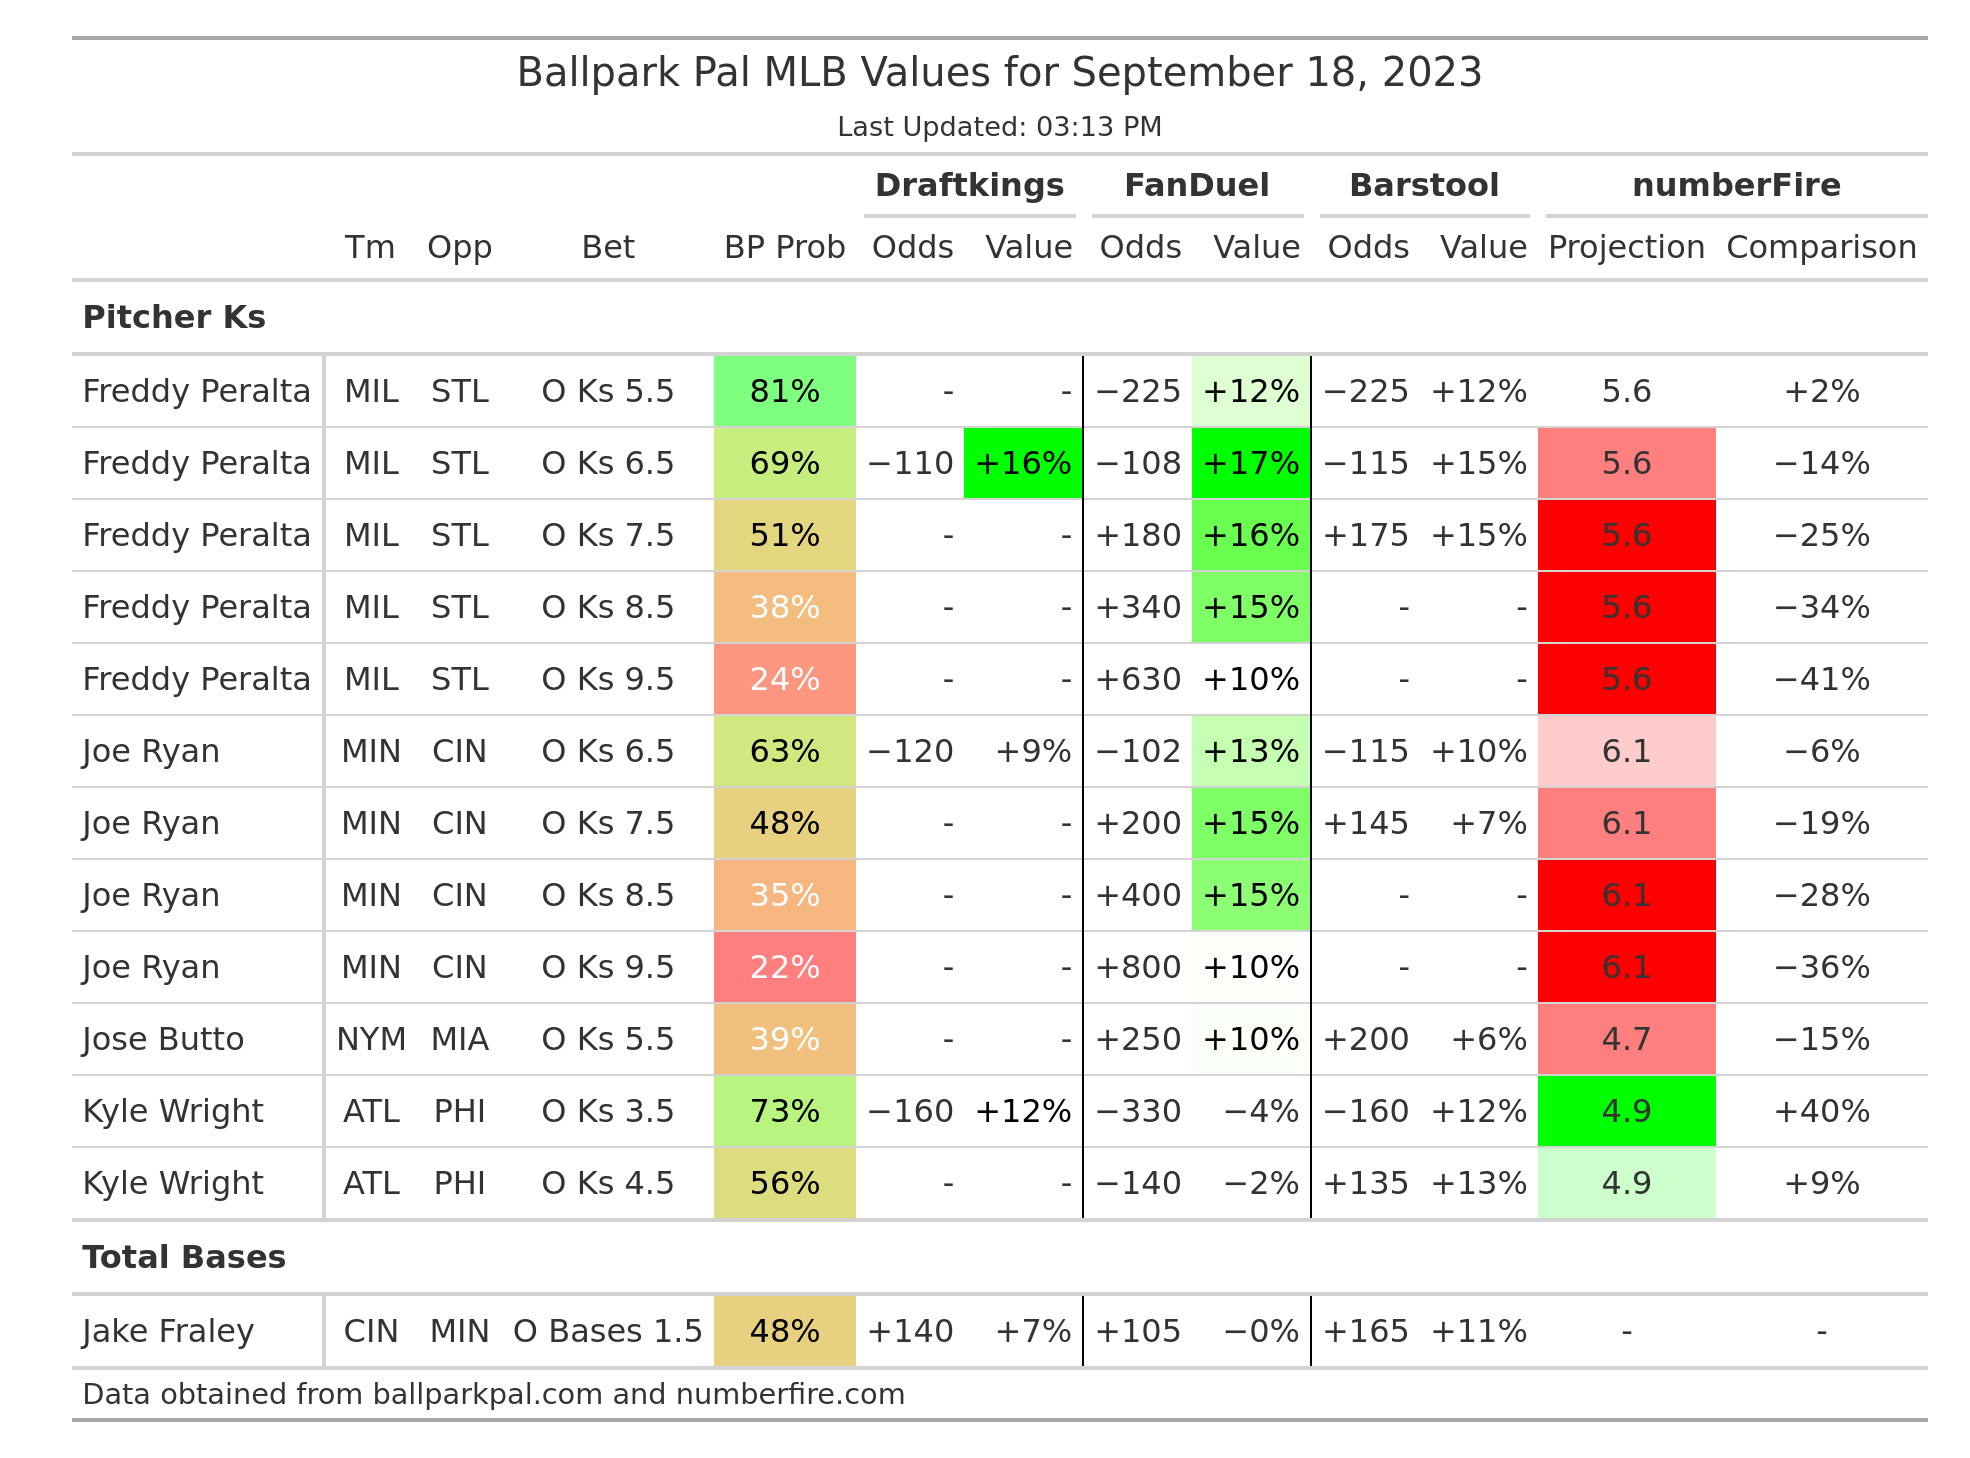 Ballpark Pal MLB Values for September 18, 2023
Last Updated: 03:13 PM
Draftkings FanDuel Barstool numberFire
Tm Opp Bet BP Prob Odds Value Odds Value Odds Value Projection Comparison
Pitcher Ks
Freddy Peralta MIL STL O Ks 5.5 81% - - −225 +12% −225 +12% 5.6 +2%
Freddy Peralta MIL STL O Ks 6.5 69% −110 +16% −108 +17% −115 +15% 5.6 −14%
Freddy Peralta MIL STL O Ks 7.5 51% - - +180 +16% +175 +15% 5.6 −25%
Freddy Peralta MIL STL O Ks 8.5 38% - - +340 +15% - - 5.6 −34%
Freddy Peralta MIL STL O Ks 9.5 24% - - +630 +10% - - 5.6 −41%
Joe Ryan MIN CIN O Ks 6.5 63% −120 +9% −102 +13% −115 +10% 6.1 −6%
Joe Ryan MIN CIN O Ks 7.5 48% - - +200 +15% +145 +7% 6.1 −19%
Joe Ryan MIN CIN O Ks 8.5 35% - - +400 +15% - - 6.1 −28%
Joe Ryan MIN CIN O Ks 9.5 22% - - +800 +10% - - 6.1 −36%
Jose Butto NYM MIA O Ks 5.5 39% - - +250 +10% +200 +6% 4.7 −15%
Kyle Wright ATL PHI O Ks 3.5 73% −160 +12% −330 −4% −160 +12% 4.9 +40%
Kyle Wright ATL PHI O Ks 4.5 56% - - −140 −2% +135 +13% 4.9 +9%
Total Bases
Jake Fraley CIN MIN O Bases 1.5 48% +140 +7% +105 −0% +165 +11% - -
Data obtained from ballparkpal.com and numberfire.com